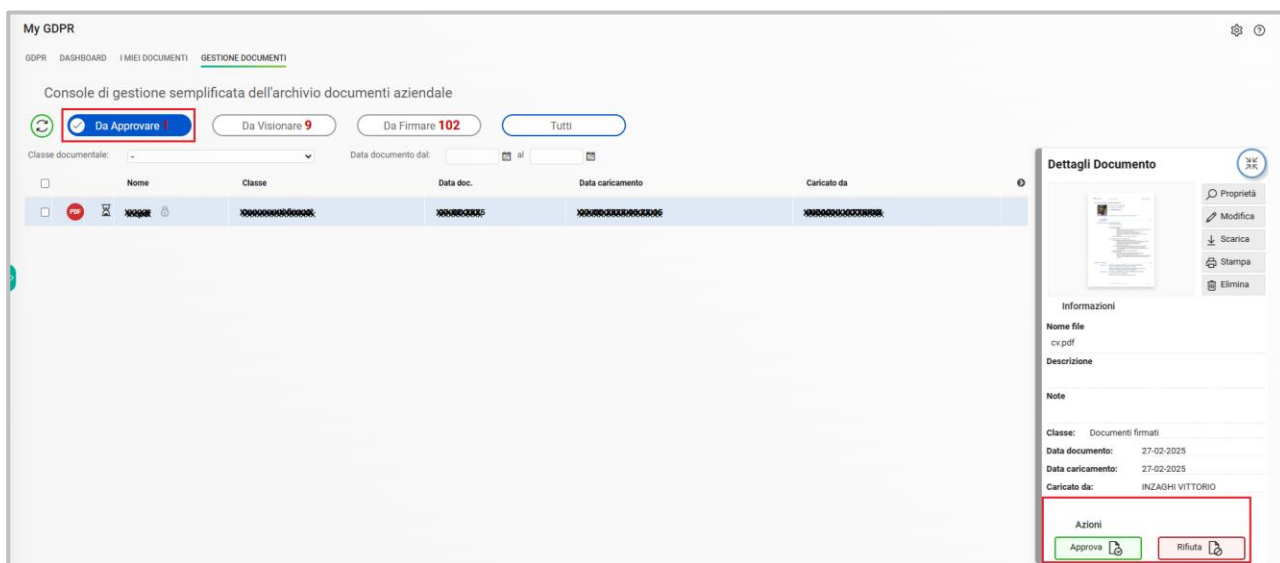 My GDPR
GDPR DASHBOARD I MIEI DOCUMENTI GESTIONE DOCUMENTI
Console di gestione semplificata dell'archivio documenti aziendale
Da Approvare 1 Da Visionare 9 Da Firmare 102 Tutti
Classe documentale: - Data documento dal: al
Nome Classe Data doc. Data caricamento Caricato da
PDF
Dettagli Documento
Proprietà
Modifica
Scarica
Stampa
Elimina
Informazioni
Nome file
cv.pdf
Descrizione
Note
Classe: Documenti firmati
Data documento: 27-02-2025
Data caricamento: 27-02-2025
Caricato da: INZAGHI VITTORIO
Azioni
Approva Rifiuta